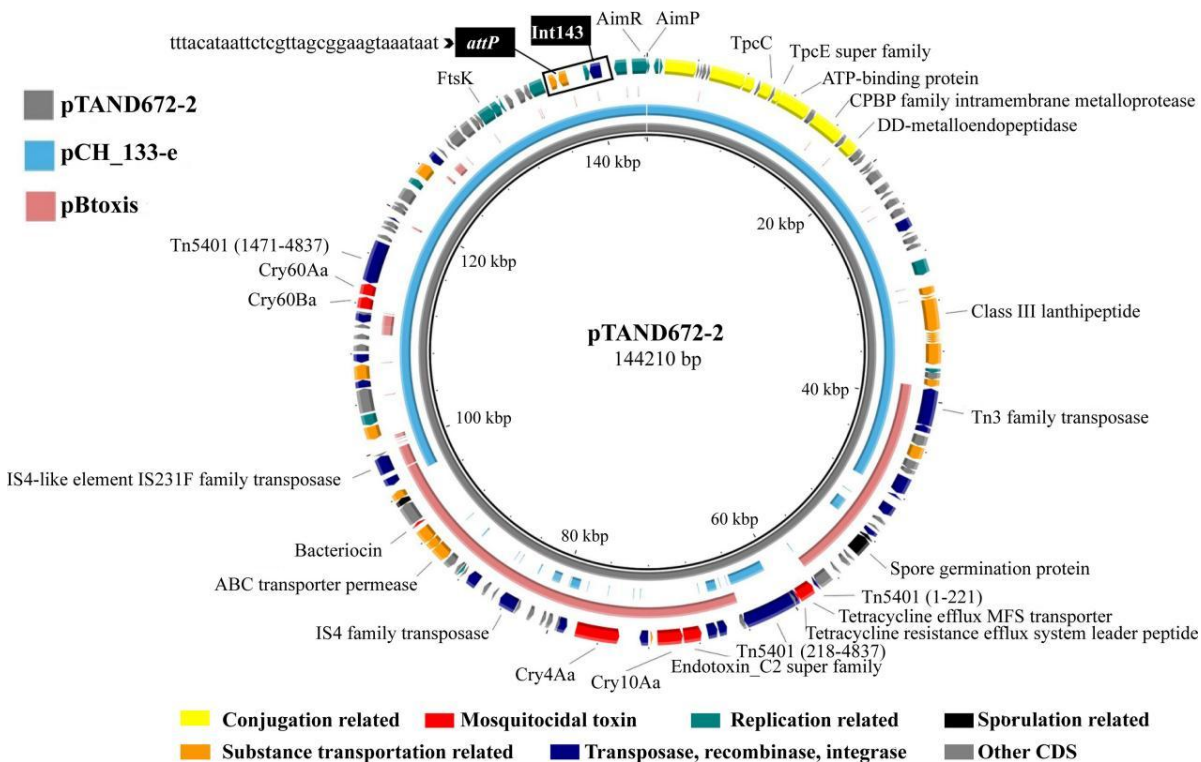 tttacataattctcgttagcggaagtaaataat
attP
Int143
AimR
AimP
TpcC
TpcE super family
ATP-binding protein
CPBP family intramembrane metalloprotease
DD-metalloendopeptidase
FtsK
pTAND672-2
pCH_133-e
pBtoxis
140 kbp
20 kbp
120 kbp
Tn5401 (1471-4837)
Cry60Aa
Cry60Ba
Class III lanthipeptide
pTAND672-2
144210 bp
40 kbp
100 kbp
Tn3 family transposase
IS4-like element IS231F family transposase
60 kbp
80 kbp
Bacteriocin
ABC transporter permease
Spore germination protein
Tn5401 (1-221)
Tetracycline efflux MFS transporter
Tetracycline resistance efflux system leader peptide
IS4 family transposase
Tn5401 (218-4837)
Endotoxin_C2 super family
Cry4Aa
Cry10Aa
Conjugation related
Mosquitocidal toxin
Replication related
Sporulation related
Substance transportation related
Transposase, recombinase, integrase
Other CDS